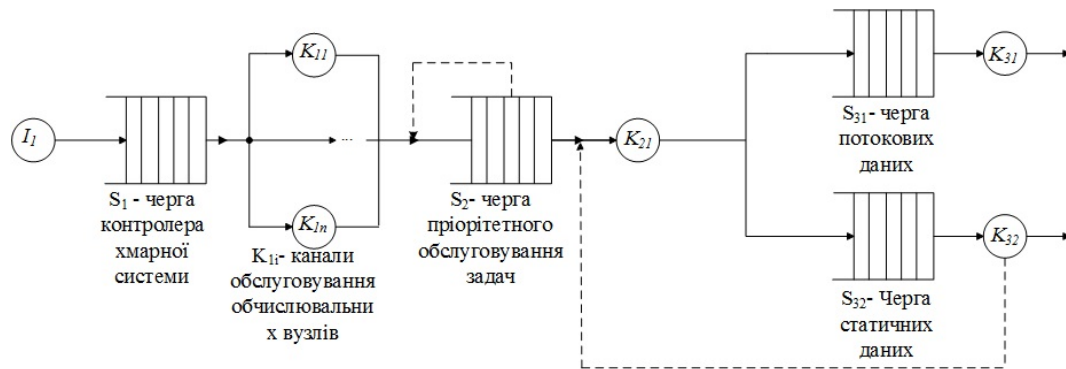 I1
S1 - черга
контролера
хмарної
системи
K11
...
K1n
K1i- канали
обслуговування
обчислювальни
х вузлів
S2 – черга
пріорітетного
обслуговування
задач
K21
S31 - черга
потокових
даних
K31
S32- Черга
статичних
даних
K32